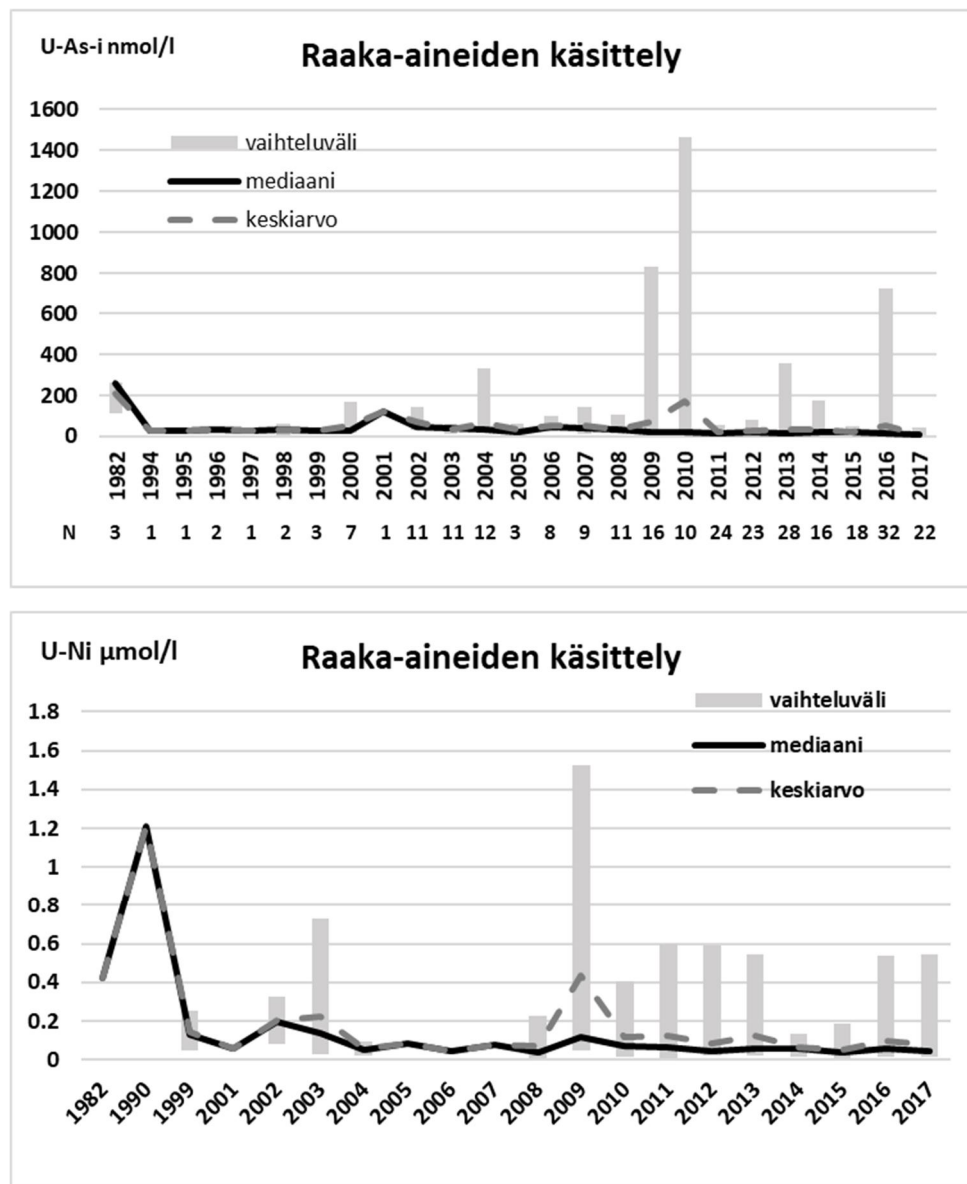 U-As-i nmol/l
Raaka-aineiden käsittely
1600
1400
1200
1000
800
600
400
200
0
vaihteluväli
mediaani
keskiarvo
1982 1994 1995 1996 1997 1998 1999 2000 2001 2002 2003 2004 2005 2006 2007 2008 2009 2010 2011 2012 2013 2014 2015 2016 2017
N 3 1 1 2 1 2 3 7 1 11 11 12 3 8 9 11 16 10 24 23 28 16 18 32 22
U-Ni µmol/l
Raaka-aineiden käsittely
1.8
1.6
1.4
1.2
1
0.8
0.6
0.4
0.2
0
vaihteluväli
mediaani
keskiarvo
1982 1990 1999 2001 2002 2003 2004 2005 2006 2007 2008 2009 2010 2011 2012 2013 2014 2015 2016 2017